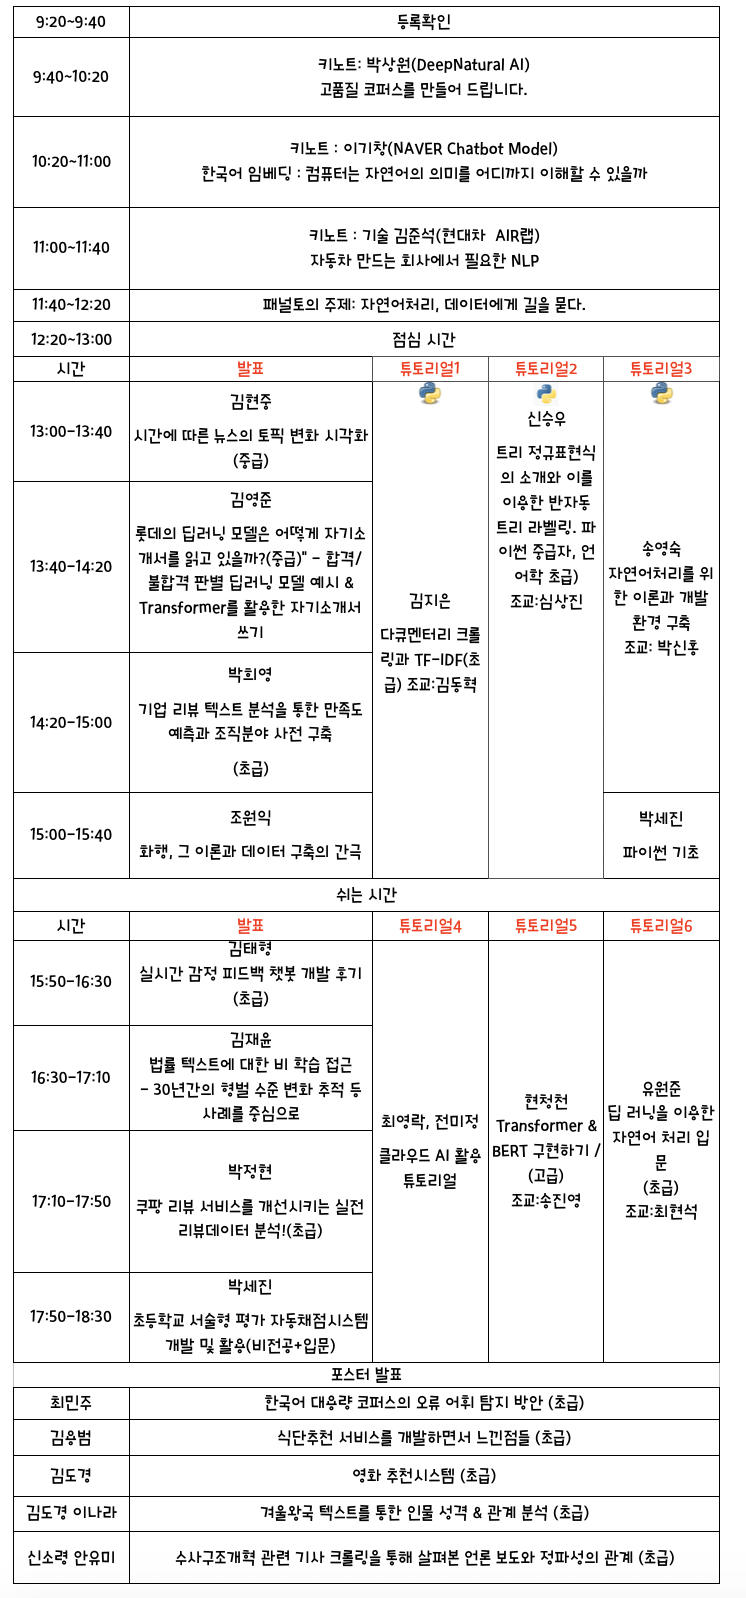 9:20~9:40 등록확인
9:40~10:20
키노트: 박상원(DeepNatural AI)
고품질 코퍼스를 만들어 드립니다.
10:20~11:00
키노트 : 이기창(NAVER Chatbot Model)
한국어 임베딩 : 컴퓨터는 자연어의 의미를 어디까지 이해할 수 있을까
11:00~11:40
키노트 : 기술 김준석(현대차 AIR랩)
자동차 만드는 회사에서 필요한 NLP
11:40~12:20 패널토의 주제: 자연어처리, 데이터에게 길을 묻다.
12:20~13:00 점심 시간
시간 발표 튜토리얼1 튜토리얼2 튜토리얼3
13:00-13:40
김현중
시간에 따른 뉴스의 토픽 변화 시각화
(중급)
13:40-14:20
김영준
롯데의 딥러닝 모델은 어떻게 자기소
개서를 읽고 있을까?(중급)" - 합격/
불합격 판별 딥러닝 모델 예시 &
Transformer를 활용한 자기소개서
쓰기
14:20-15:00
박희영
기업 리뷰 텍스트 분석을 통한 만족도
예측과 조직분야 사전 구축
(초급)
15:00-15:40
조원익
화행, 그 이론과 데이터 구축의 간극
김지은
다큐멘터리 크롤
링과 TF-IDF(초
급) 조교:김동혁
신승우
트리 정규표현식
의 소개와 이를
이용한 반자동
트리 라벨링. 파
이썬 중급자, 언
어학 초급)
조교:심상진
송영숙
자연어처리를 위
한 이론과 개발
환경 구축
조교: 박신홍
박세진
파이썬 기초
쉬는 시간
시간 발표 튜토리얼4 튜토리얼5 튜토리얼6
15:50-16:30
김태형
실시간 감정 피드백 챗봇 개발 후기
(초급)
16:30-17:10
김재윤
법률 텍스트에 대한 비 학습 접근
- 30년간의 형벌 수준 변화 추적 등
사례를 중심으로
17:10-17:50
박정현
쿠팡 리뷰 서비스를 개선시키는 실전
리뷰데이터 분석!(초급)
17:50-18:30
박세진
초등학교 서술형 평가 자동채점시스템
개발 및 활용(비전공+입문)
최영락, 전미정
클라우드 AI 활용
튜토리얼
현청천
Transformer &
BERT 구현하기 /
(고급)
조교:송진영
유원준
딥 러닝을 이용한
자연어 처리 입
문
(초급)
조교:최현석
포스터 발표
최민주 한국어 대용량 코퍼스의 오류 어휘 탐지 방안 (초급)
김용범 식단추천 서비스를 개발하면서 느낀점들 (초급)
김도경 영화 추천시스템 (초급)
김도경 이나라 겨울왕국 텍스트를 통한 인물 성격 & 관계 분석 (초급)
신소령 안유미 수사구조개혁 관련 기사 크롤링을 통해 살펴본 언론 보도와 정파성의 관계 (초급)